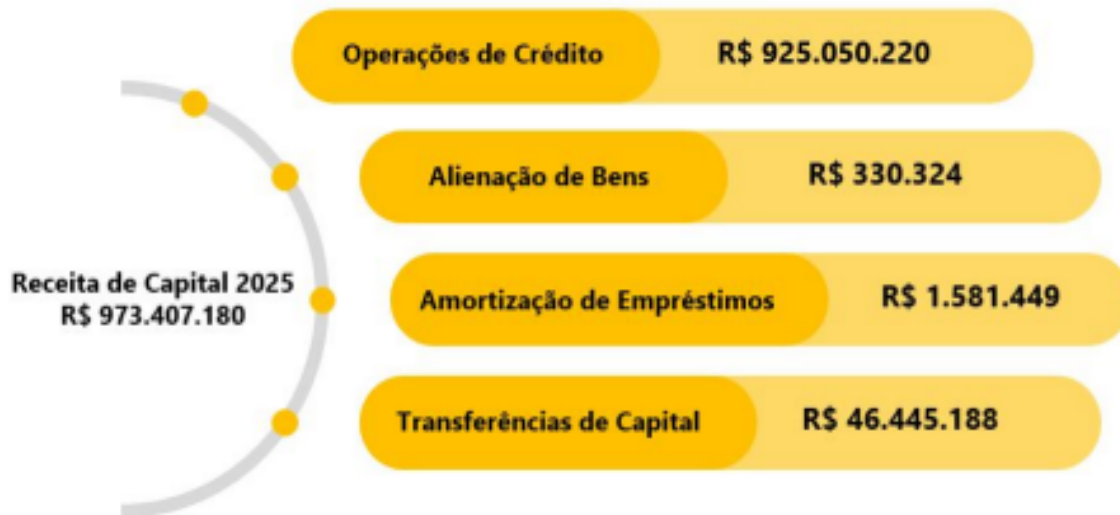 Operações de Crédito R$ 925.050.220
Alienação de Bens R$ 330.324
Receita de Capital 2025
R$ 973.407.180
Amortização de Empréstimos R$ 1.581.449
Transferências de Capital R$ 46.445.188